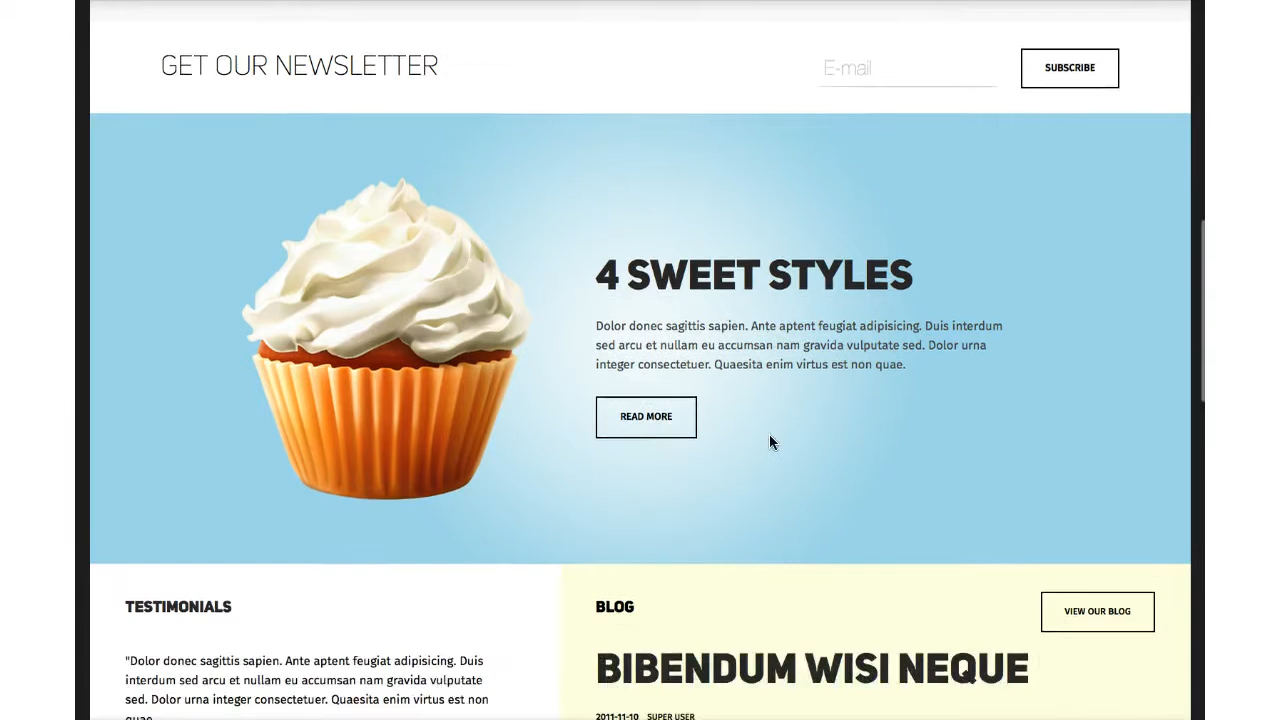 GET OUR NEWSLETTER
E-mail
SUBSCRIBE
4 SWEET STYLES
Dolor donec sagittis sapien. Ante aptent feugiat adipisicing. Duis interdum
sed arcu et nullam eu accumsan nam gravida vulputate sed. Dolor urna
integer consectetuer. Quaesita enim virtus est non quae.
READ MORE
TESTIMONIALS
"Dolor donec sagittis sapien. Ante aptent feugiat adipisicing. Duis
interdum sed arcu et nullam eu accumsan nam gravida vulputate
sed. Dolor urna integer consectetuer. Quaesita enim virtus est non
quae.
BLOG
VIEW OUR BLOG
BIBENDUM WISI NEQUE
2011-11-10 SUPER USER